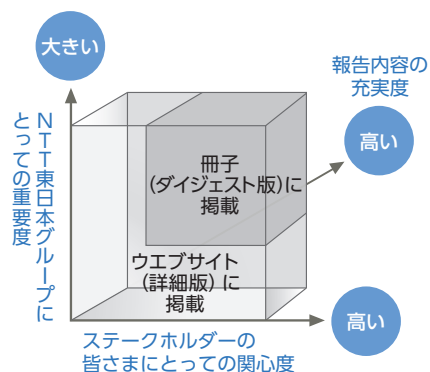 大きい
報告内容の
充実度
高い
NTT東日本グループに
とっての重要度
冊子
(ダイジェスト版)に
掲載
ウエブサイト
(詳細版)に
掲載
高い
ステークホルダーの
皆さまにとっての関心度